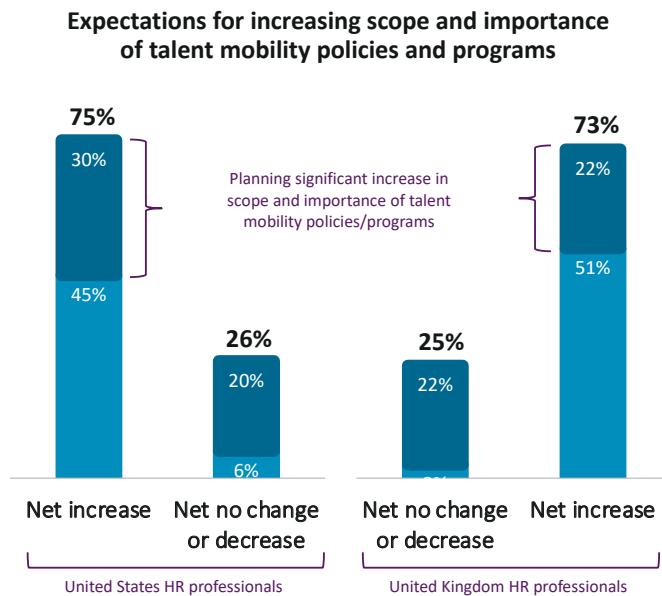 Expectations for increasing scope and importance
of talent mobility policies and programs
75%
30%
45%
Planning significant increase in
scope and importance of talent
mobility policies/programs
26%
20%
6%
25%
22%
73%
22%
51%
Net increase
Net no change
or decrease
Net no change
or decrease
Net increase
United States HR professionals
United Kingdom HR professionals